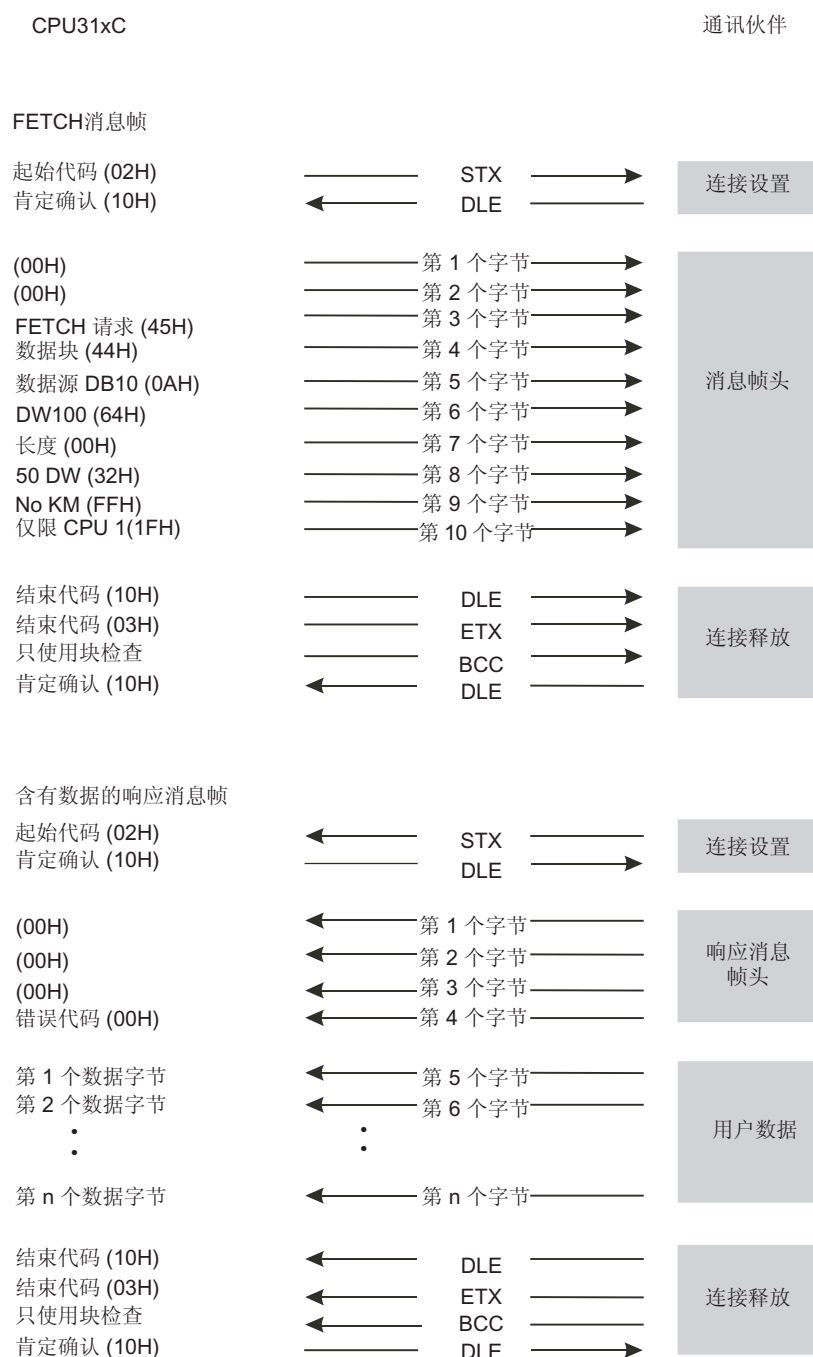 CPU31xC 通讯伙伴
FETCH消息帧
起始代码 (02H) STX 连接设置
肯定确认 (10H) DLE
(00H) 第 1 个字节
(00H) 第 2 个字节
FETCH 请求 (45H) 第 3 个字节
数据块 (44H) 第 4 个字节
数据源 DB10 (0AH) 第 5 个字节 消息帧头
DW100 (64H) 第 6 个字节
长度 (00H) 第 7 个字节
50 DW (32H) 第 8 个字节
No KM (FFH) 第 9 个字节
仅限 CPU 1(1FH) 第 10 个字节
结束代码 (10H) DLE
结束代码 (03H) ETX 连接释放
只使用块检查 BCC
肯定确认 (10H) DLE
含有数据的响应消息帧
起始代码 (02H) STX 连接设置
肯定确认 (10H) DLE
(00H) 第 1 个字节
(00H) 第 2 个字节 响应消息
(00H) 第 3 个字节 帧头
错误代码 (00H) 第 4 个字节
第 1 个数据字节 第 5 个字节
第 2 个数据字节 第 6 个字节
用户数据
第 n 个数据字节 第 n 个字节
结束代码 (10H) DLE
结束代码 (03H) ETX 连接释放
只使用块检查 BCC
肯定确认 (10H) DLE